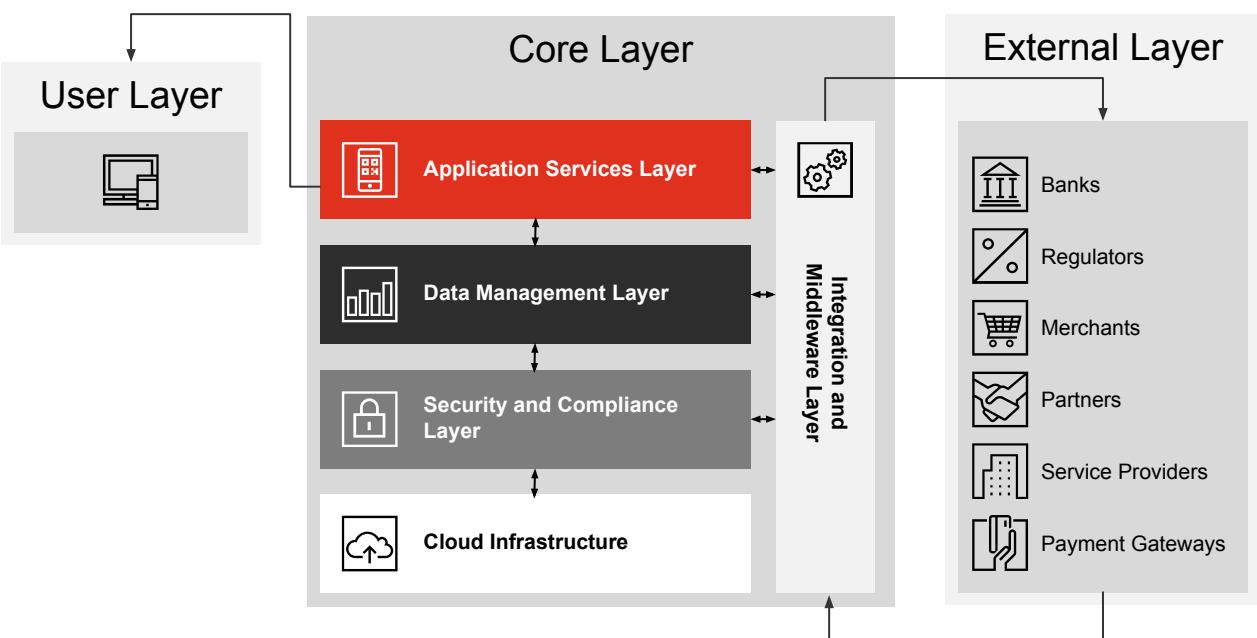 Core Layer
External Layer
User Layer
Application Services Layer
Data Management Layer
Security and Compliance
Layer
Cloud Infrastructure
Integration and
Middleware Layer
Banks
Regulators
Merchants
Partners
Service Providers
Payment Gateways